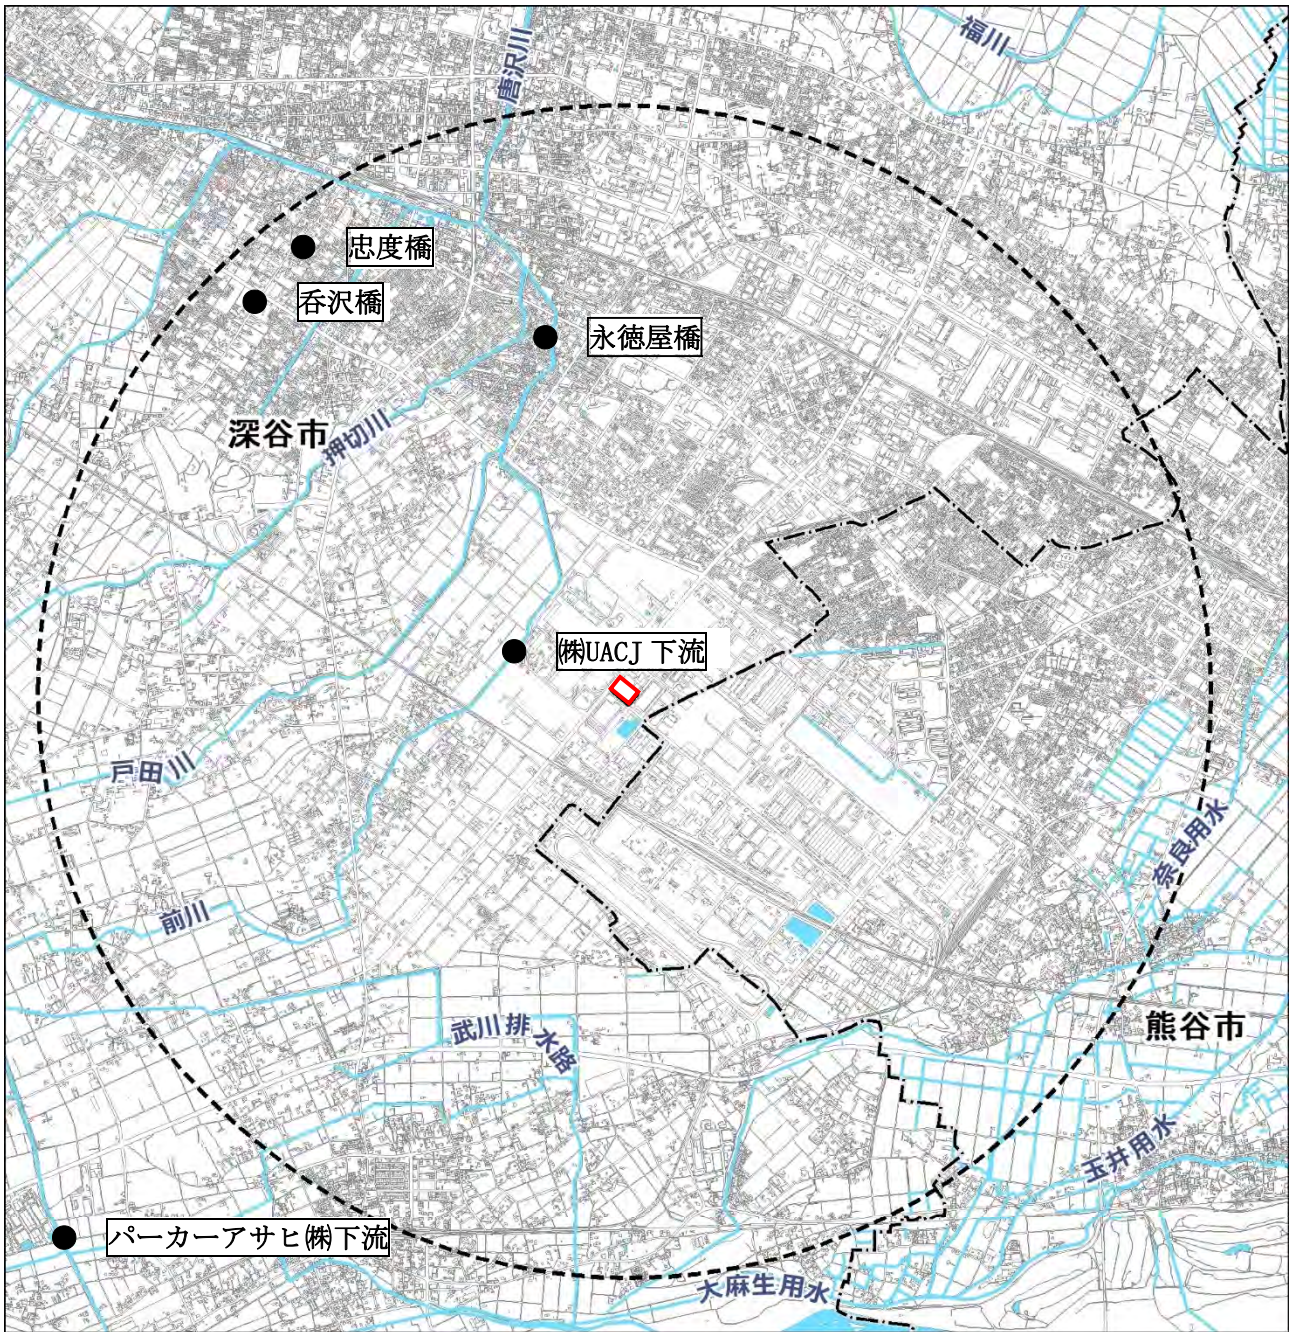 福川
唐沢川
忠度橋
呑沢橋
永徳屋橋
深谷市
押切川
㈱UACJ 下流
戸田川
奈良用水
前川
武川排水路
熊谷市
玉井用水
パーカーアサヒ㈱下流
大麻生用水